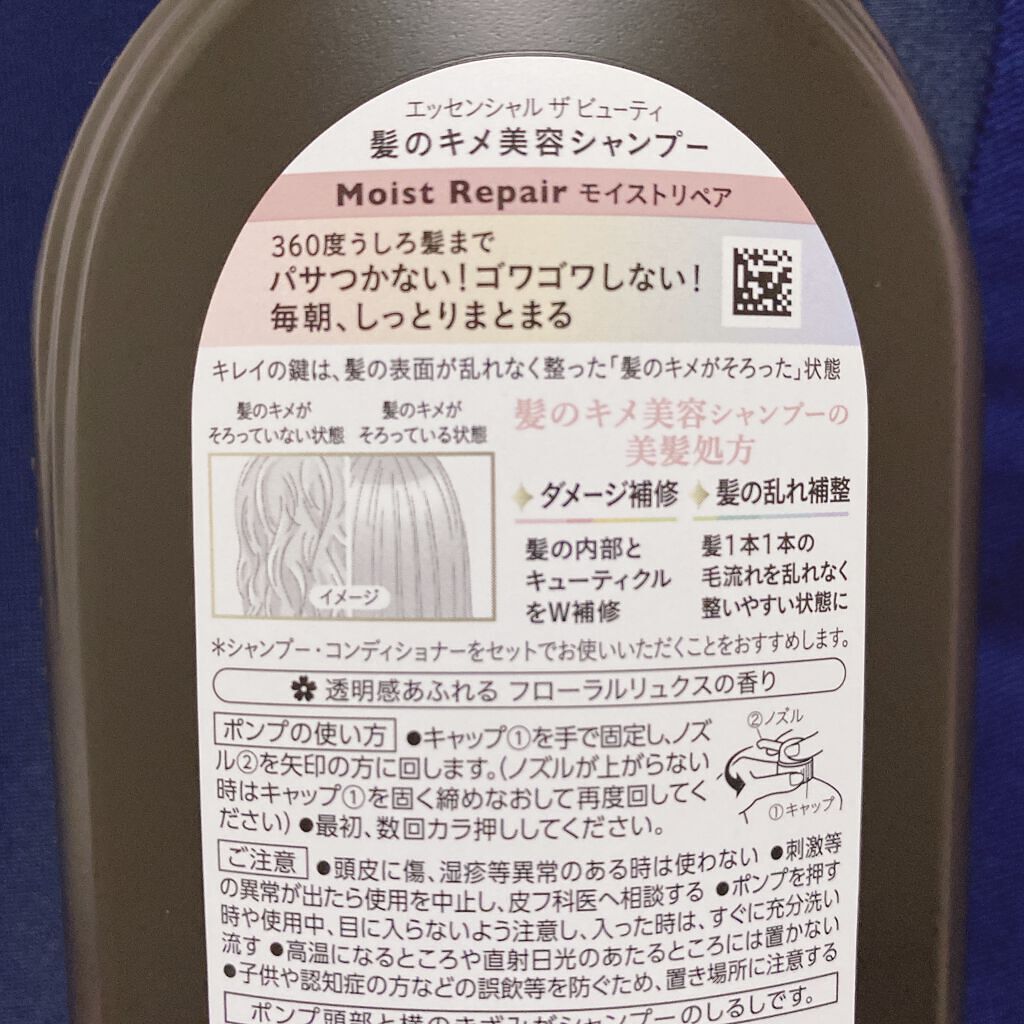 エッセンシャル ザ ビューティ
髪のキメ美容シャンプー
Moist Repair モイストリペア
360度うしろ髪まで
パサつかない!ゴワゴワしない!
毎朝、しっとりまとまる
キレイの鍵は、髪の表面が乱れなく整った「髪のキメがそろった」状態
髪のキメが
そろっていない状態
髪のキメが
そろっている状態
イメージ
髪のキメ美容シャンプーの
美髪処方
ダメージ補修
髪の内部と
キューティクル
をW補修
髪の乱れ補整
髪1本1本の
毛流れを乱れなく
整いやすい状態に
*シャンプー・コンディショナーをセットでお使いいただくことをおすすめします。
透明感あふれる フローラルリュクスの香り
ポンプの使い方 ●キャップ①を手で固定し、ノズ
ル②を矢印の方に回します。(ノズルが上がらない
時はキャップ①を固く締めなおして再度回してく
ださい) ●最初、数回カラ押ししてください。
②ノズル
①キャップ
ご注意 ●頭皮に傷、湿疹等異常のある時は使わない ●刺激等
の異常が出たら使用を中止し、皮フ科医へ相談する ●ポンプを押す
時や使用中、目に入らないよう注意し、入った時は、すぐに充分洗い
流す ●高温になるところや直射日光のあたるところには置かない
●子供や認知症の方などの誤飲等を防ぐため、置き場所に注意する
ポンプ頭部と横のきざみがシャンプーのしるしです。